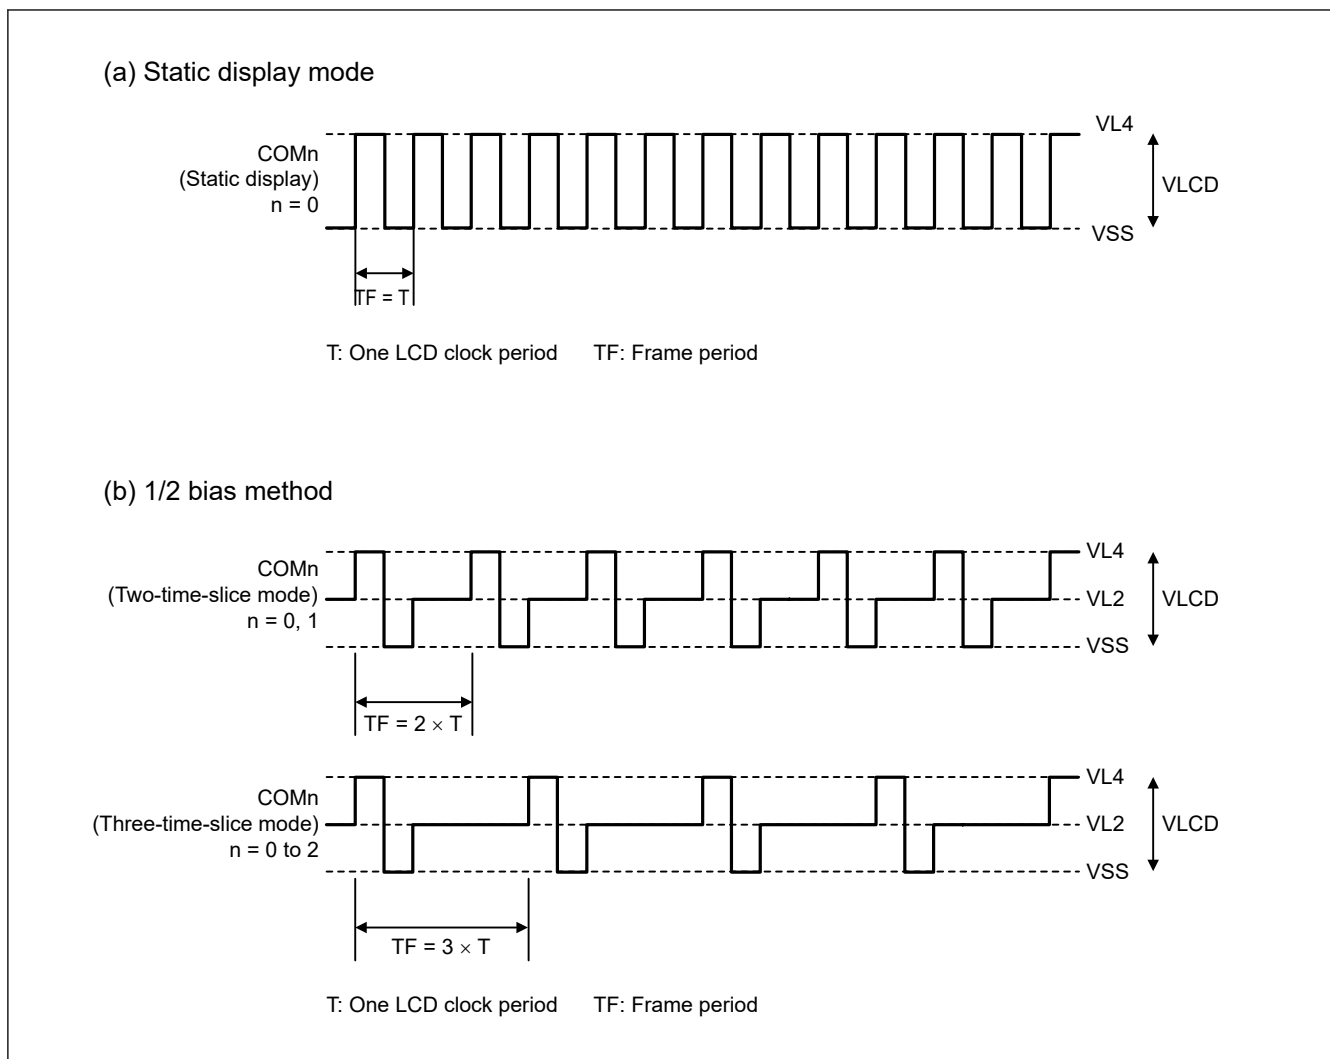 (a) Static display mode
COMn
(Static display)
n = 0
VL4
VLCD
VSS
TF = T
T: One LCD clock period TF: Frame period
(b) 1/2 bias method
COMn
(Two-time-slice mode)
n = 0, 1
VL4
VL2
VLCD
VSS
TF = 2 × T
COMn
(Three-time-slice mode)
n = 0 to 2
VL4
VL2
VLCD
VSS
TF = 3 × T
T: One LCD clock period TF: Frame period